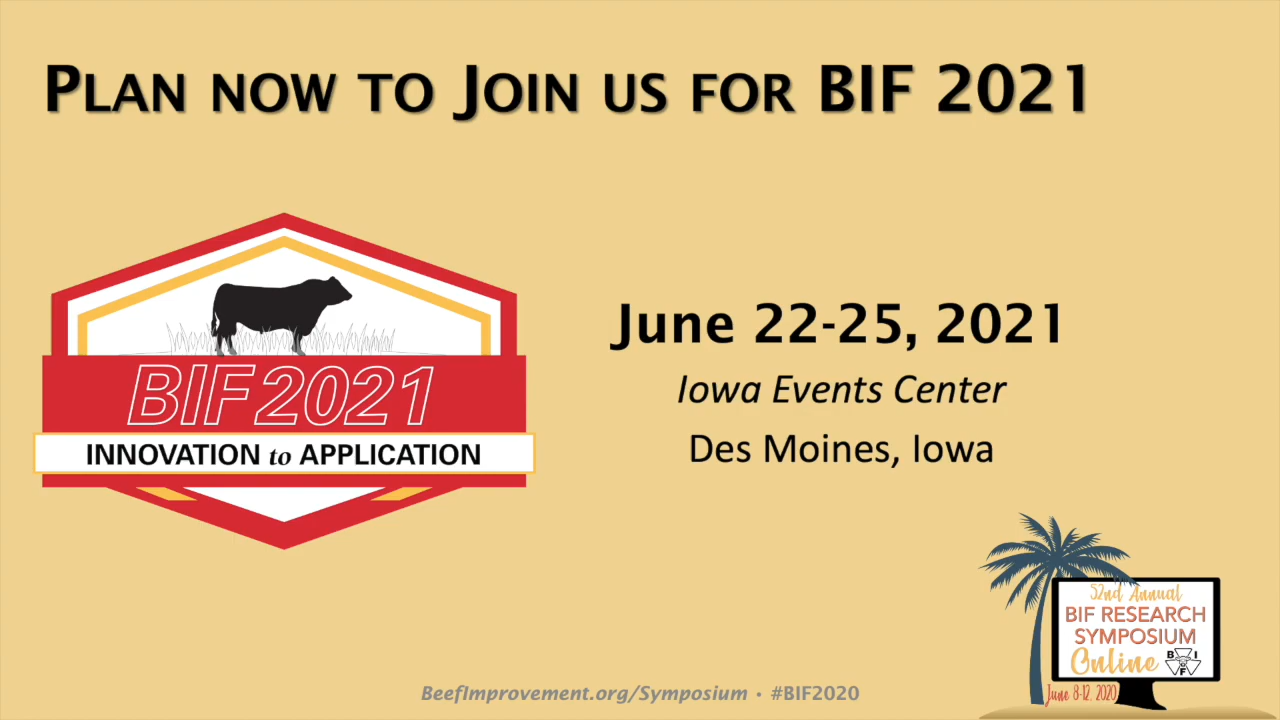 PLAN NOW TO JOIN US FOR BIF 2021
BIF 2021
INNOVATION to APPLICATION
June 22-25, 2021
Iowa Events Center
Des Moines, Iowa
52nd Annual
BIF RESEARCH
SYMPOSIUM
Online
B I F
June 8-12, 2020
BeefImprovement.org/Symposium • #BIF2020